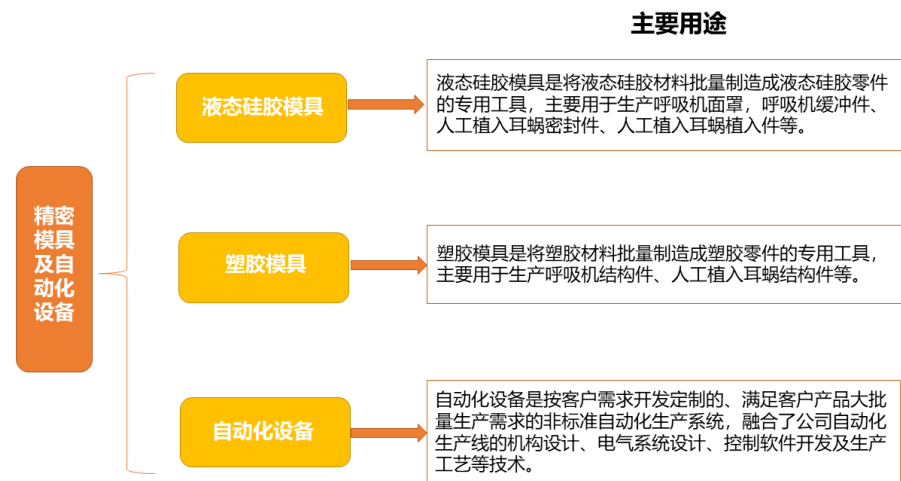 主要用途
精密
模具
及自
动化
设备
液态硅胶模具
液态硅胶模具是将液态硅胶材料批量制造成液态硅胶零件
的专用工具，主要用于生产呼吸机面罩，呼吸机缓冲件、
人工植入耳蜗密封件、人工植入耳蜗植入件等。
塑胶模具
塑胶模具是将塑胶材料批量制造成塑胶零件的专用工具，
主要用于生产呼吸机结构件、人工植入耳蜗结构件等。
自动化设备
自动化设备是按客户需求开发定制的、满足客户产品大批
量生产需求的非标准自动化生产系统，融合了公司自动化
生产线的机构设计、电气系统设计、控制软件开发及生产
工艺等技术。